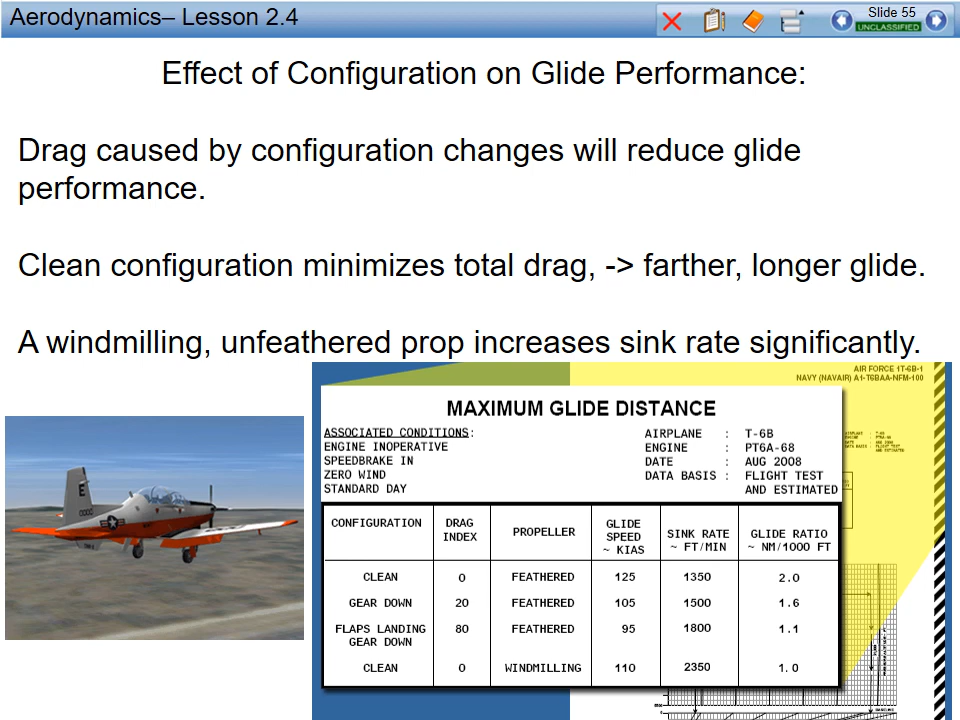 Aerodynamics– Lesson 2.4
Slide 55
UNCLASSIFIED
Effect of Configuration on Glide Performance:
Drag caused by configuration changes will reduce glide
performance.
Clean configuration minimizes total drag, -> farther, longer glide.
A windmilling, unfeathered prop increases sink rate significantly.
AIR FORCE 1T-6B-1
NAVY (NAVAIR) A1-T6BAA-NFM-100
MAXIMUM GLIDE DISTANCE
ASSOCIATED CONDITIONS:
ENGINE INOPERATIVE
SPEEDBRAKE IN
ZERO WIND
STANDARD DAY
AIRPLANE : T-6B
ENGINE : PT6A-68
DATE : AUG 2008
DATA BASIS : FLIGHT TEST
AND ESTIMATED
CONFIGURATION DRAG INDEX PROPELLER GLIDE SPEED ~ KIAS SINK RATE ~ FT/MIN GLIDE RATIO ~ NM/1000 FT
CLEAN 0 FEATHERED 125 1350 2.0
GEAR DOWN 20 FEATHERED 105 1500 1.6
FLAPS LANDING GEAR DOWN 80 FEATHERED 95 1800 1.1
CLEAN 0 WINDMILLING 110 2350 1.0
E